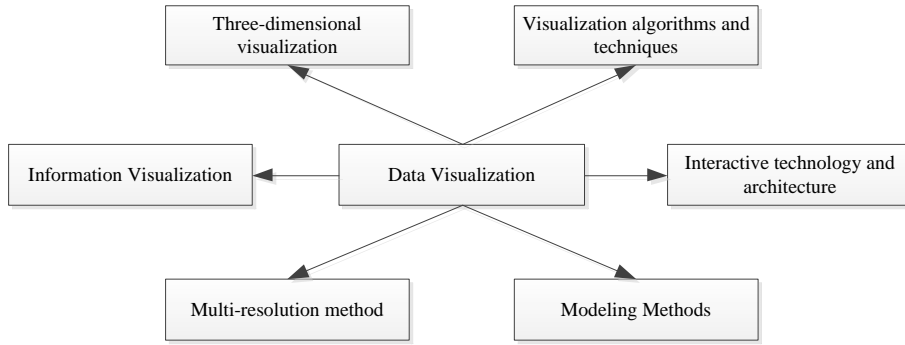 Three-dimensional
visualization
Visualization algorithms and
techniques
Information Visualization
Data Visualization
Interactive technology and
architecture
Multi-resolution method
Modeling Methods